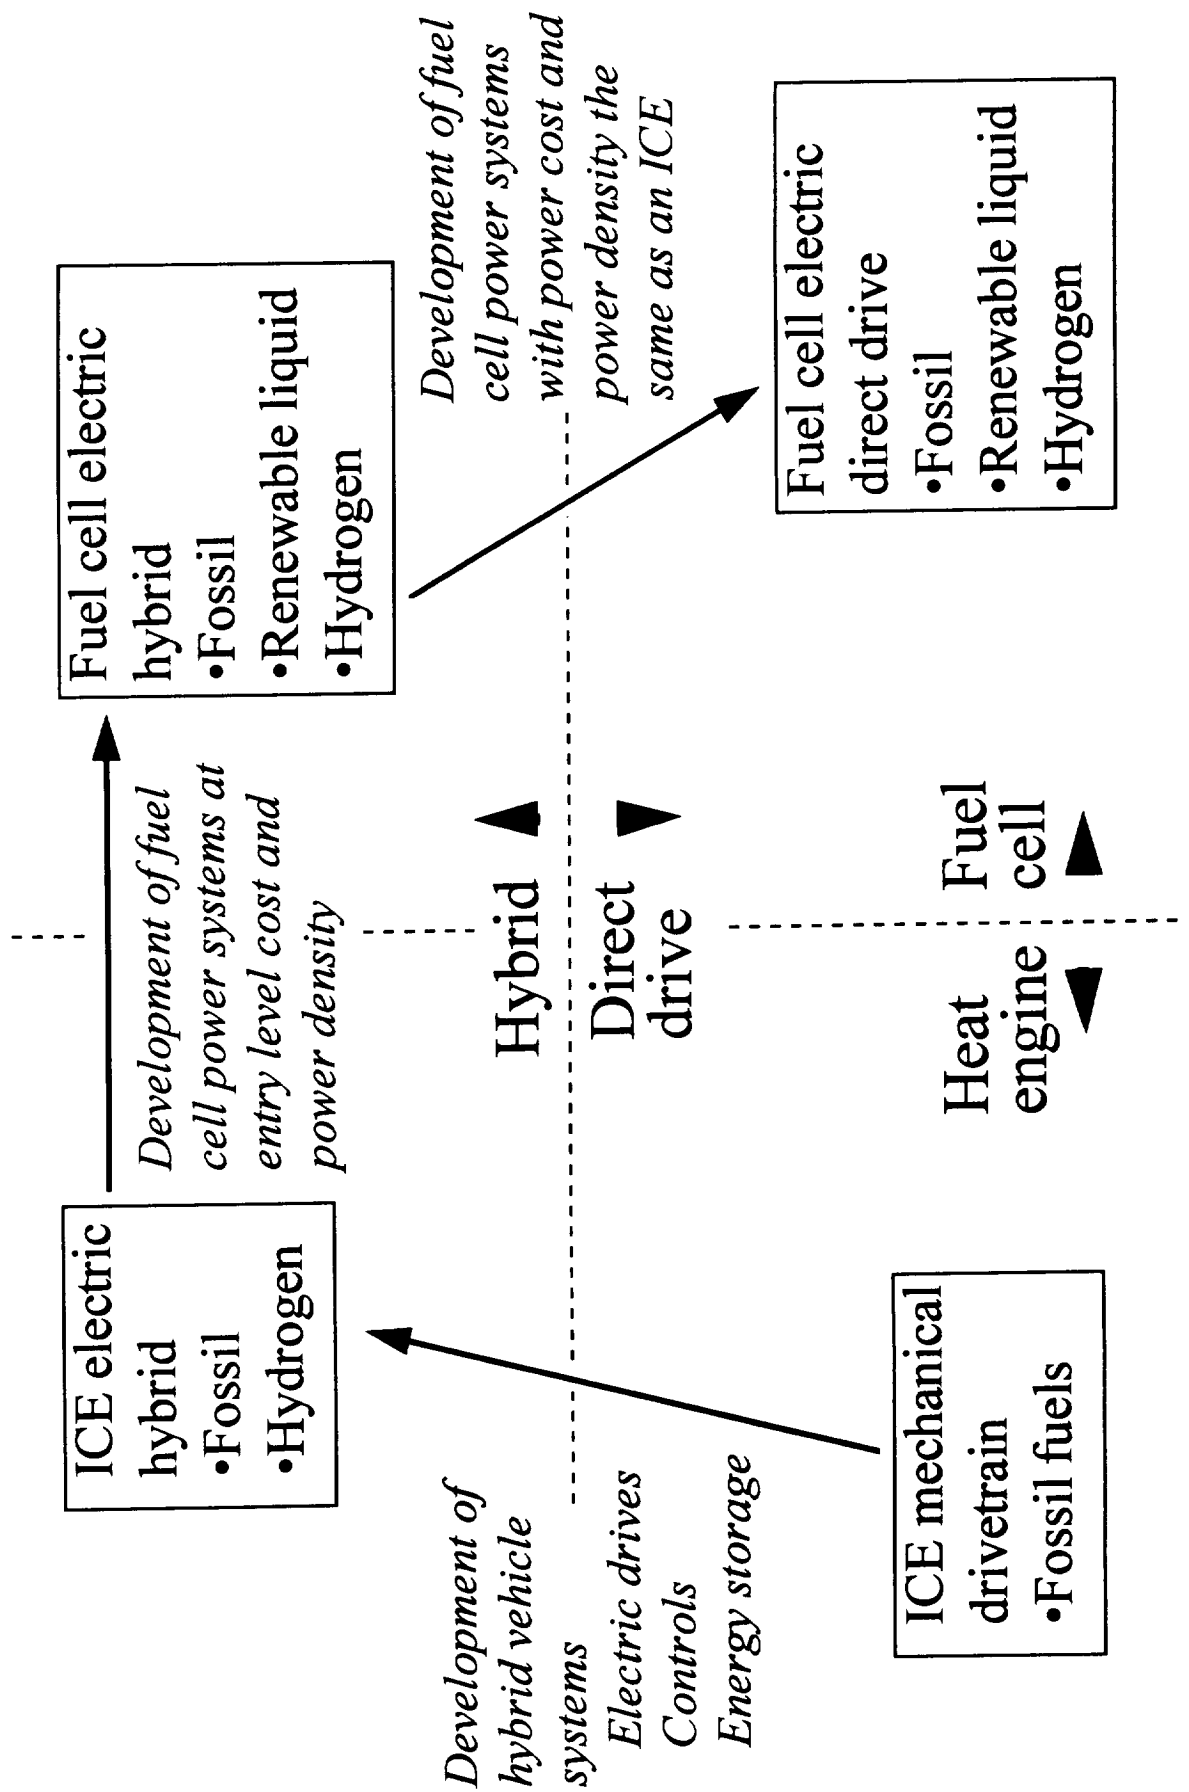 ICE electric
hybrid
•Fossil
•Hydrogen
Development of fuel
cell power systems at
entry level cost and
power density
Fuel cell electric
hybrid
•Fossil
•Renewable liquid
•Hydrogen
Development of
hybrid vehicle
systems
Electric drives
Controls
Energy storage
Hybrid
Direct
drive
Development of fuel
cell power systems
with power cost and
power density the
same as an ICE
ICE mechanical
drivetrain
•Fossil fuels
Heat
engine
Fuel
cell
Fuel cell electric
direct drive
•Fossil
•Renewable liquid
•Hydrogen